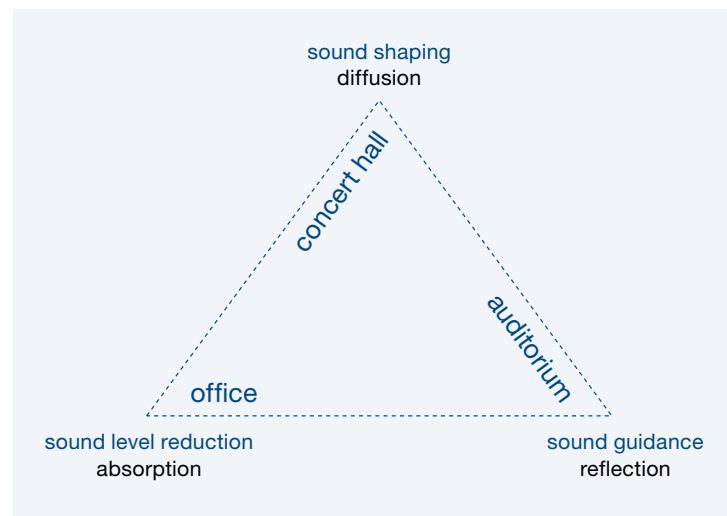 sound shaping
diffusion
concert hall
auditorium
office
sound level reduction
absorption
sound guidance
reflection